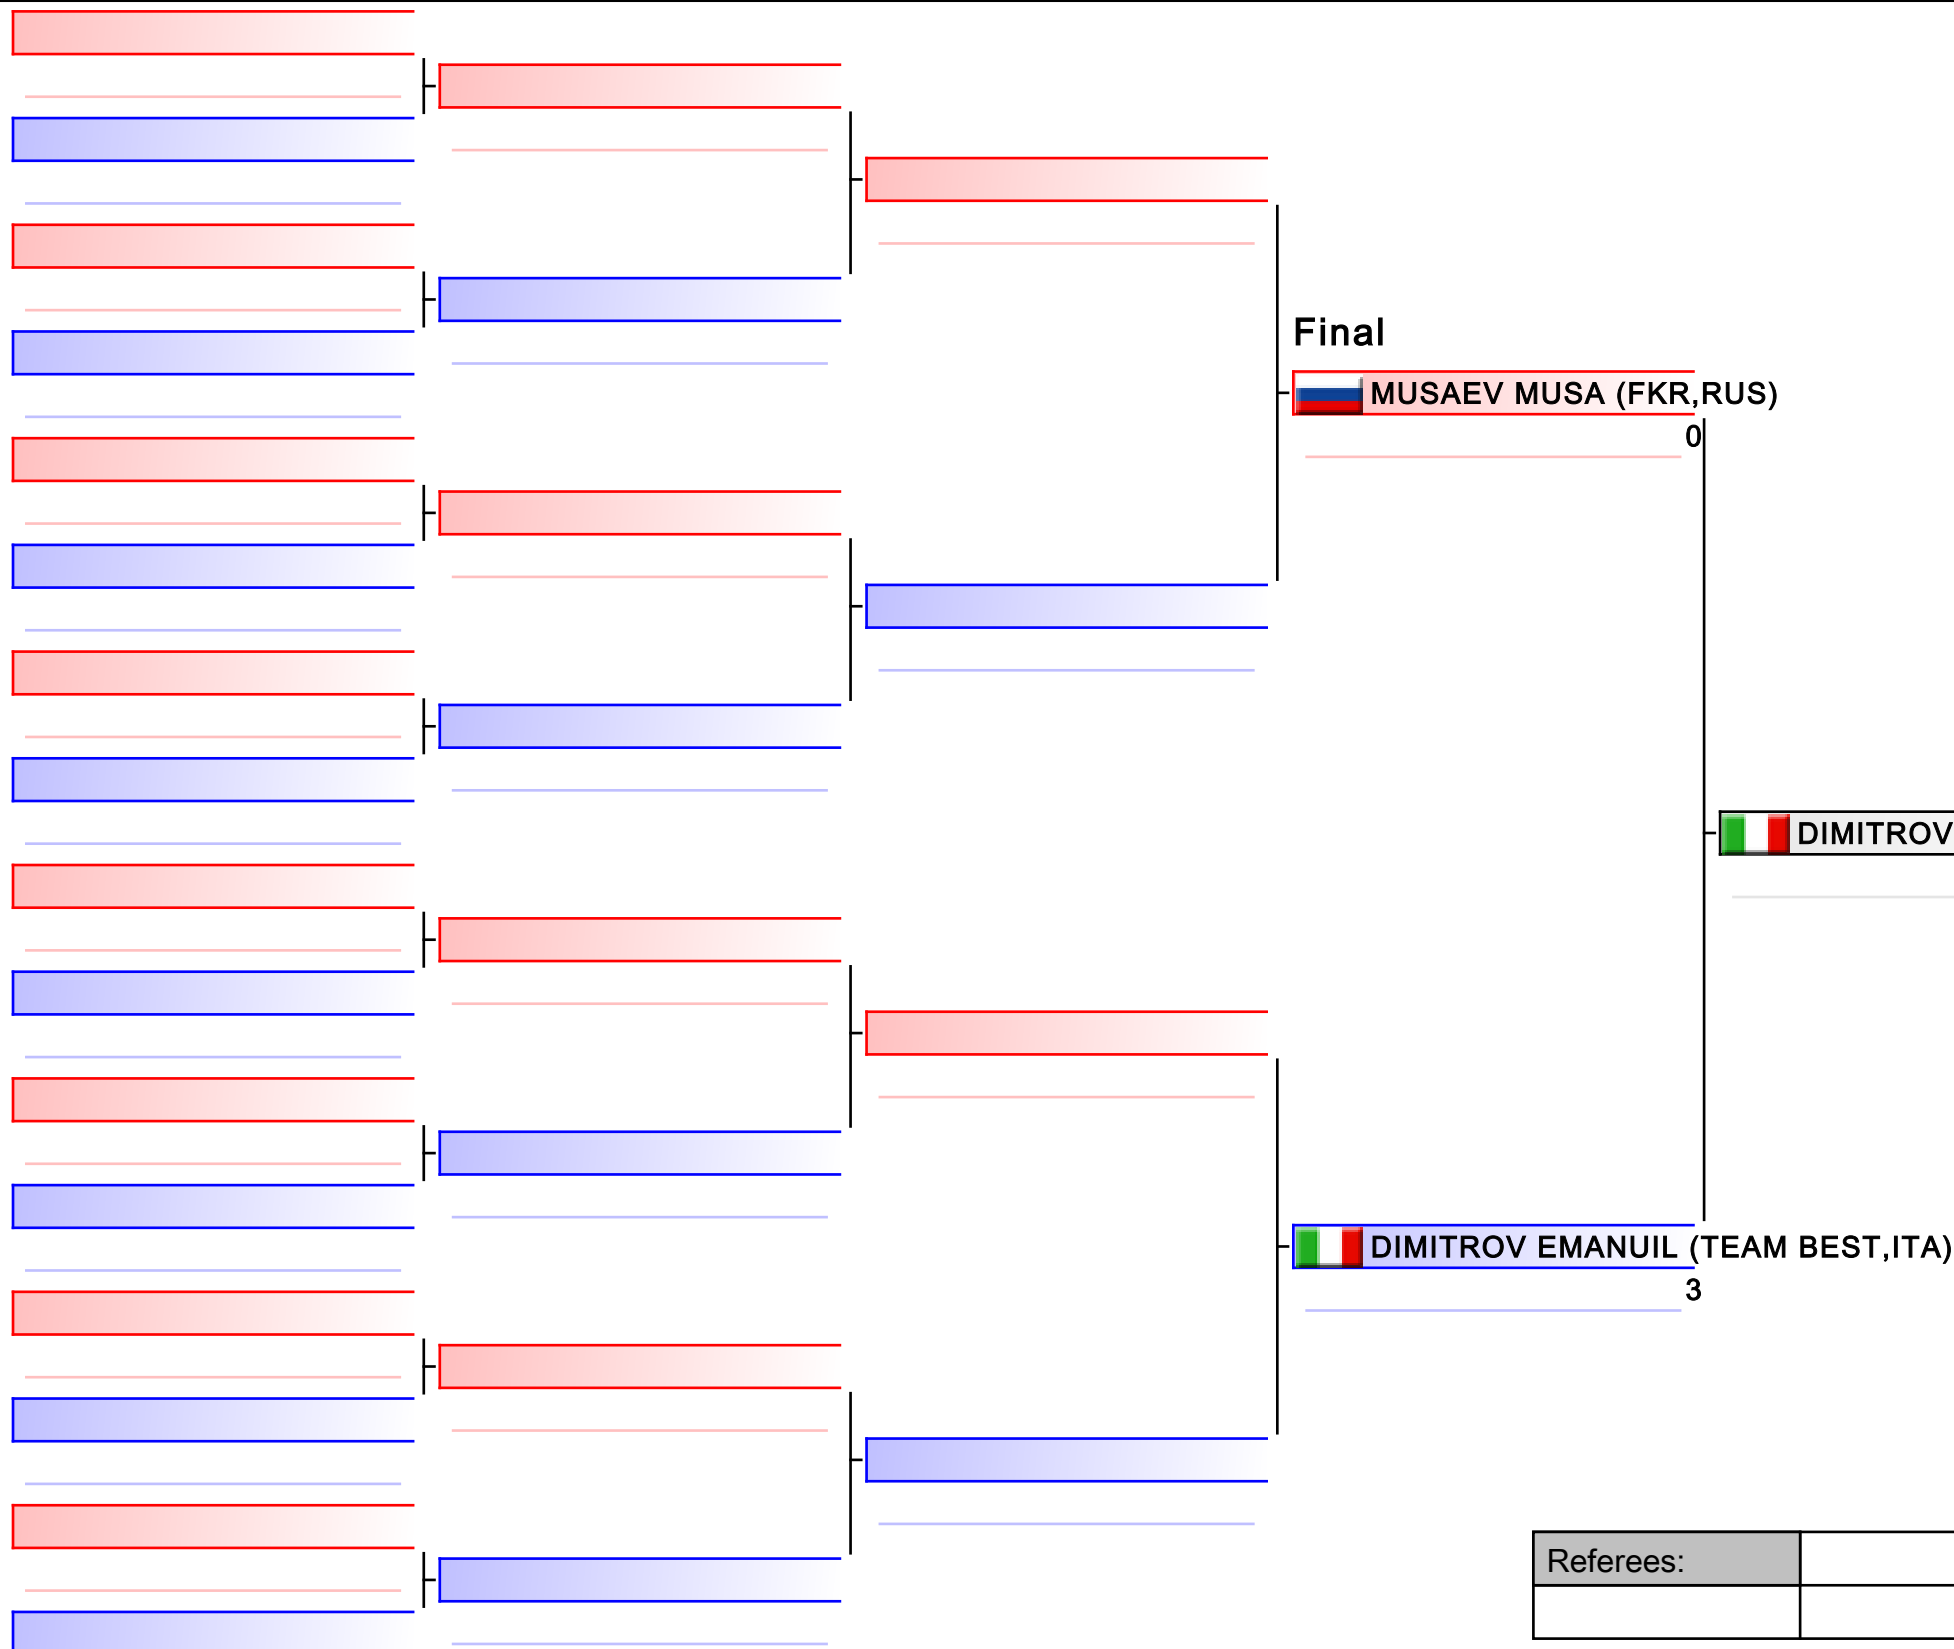 Final
MUSAEV MUSA (FKR,RUS)
0
DIMITROV
DIMITROV EMANUIL (TEAM BEST,ITA)
3
Referees: